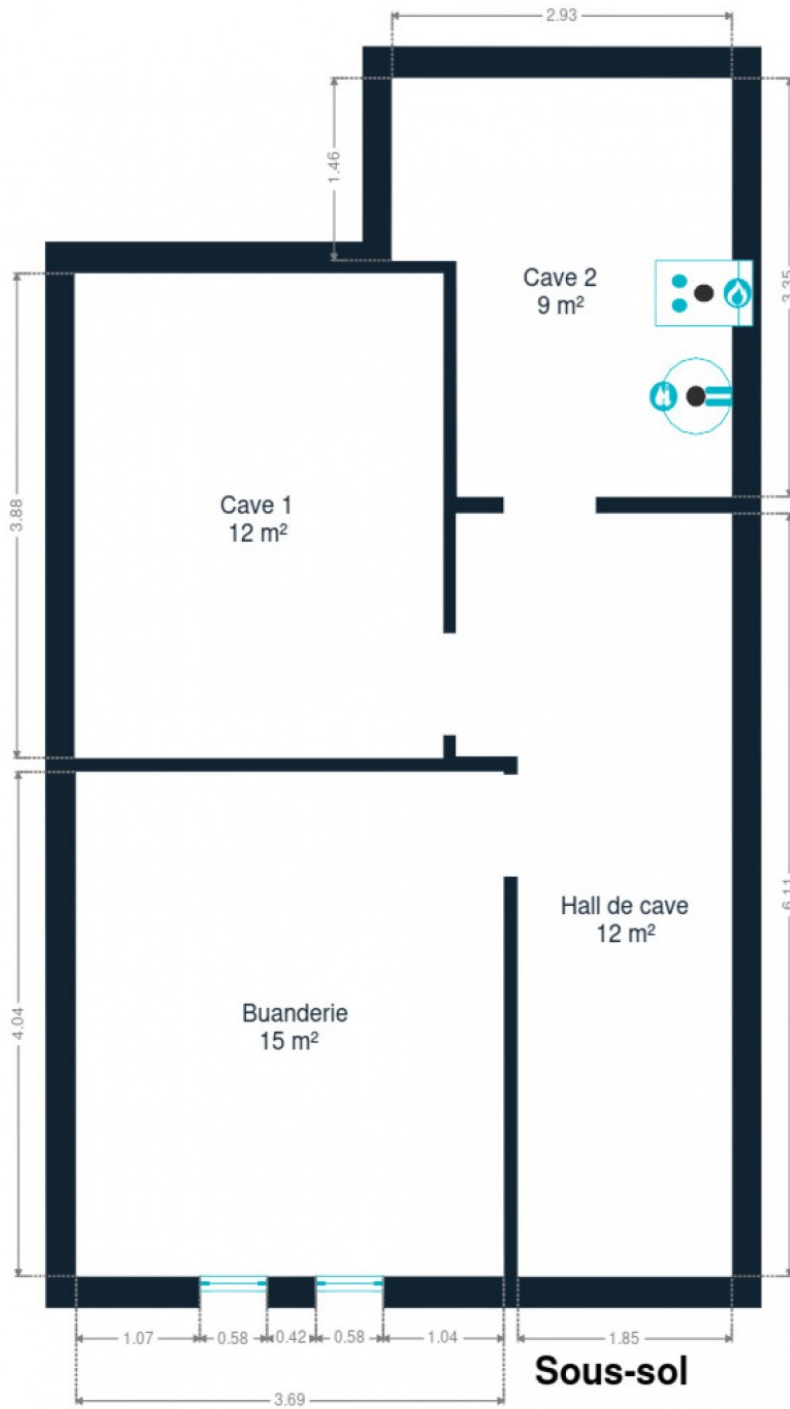 2.93
1.46
3.35
Cave 2
9 m²
3.88
Cave 1
12 m²
6.11
Hall de cave
12 m²
4.04
Buanderie
15 m²
1.07
0.58
0.42
0.58
1.04
1.85
Sous-sol
3.69